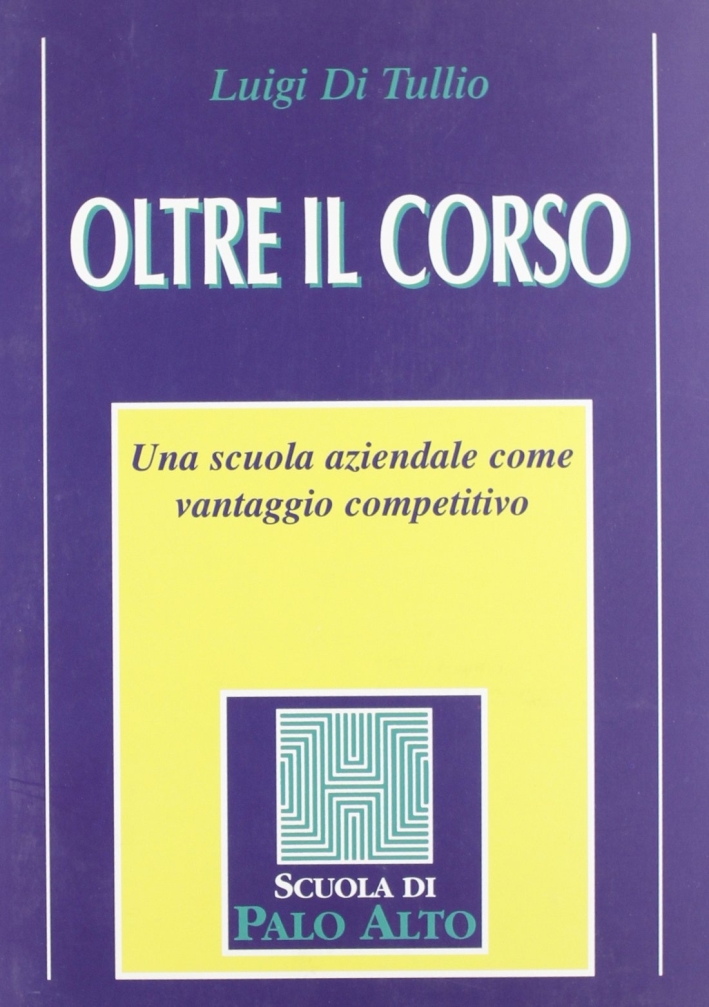 Luigi Di Tullio
OLTRE IL CORSO
Una scuola aziendale come
vantaggio competitivo
SCUOLA DI
PALO ALTO